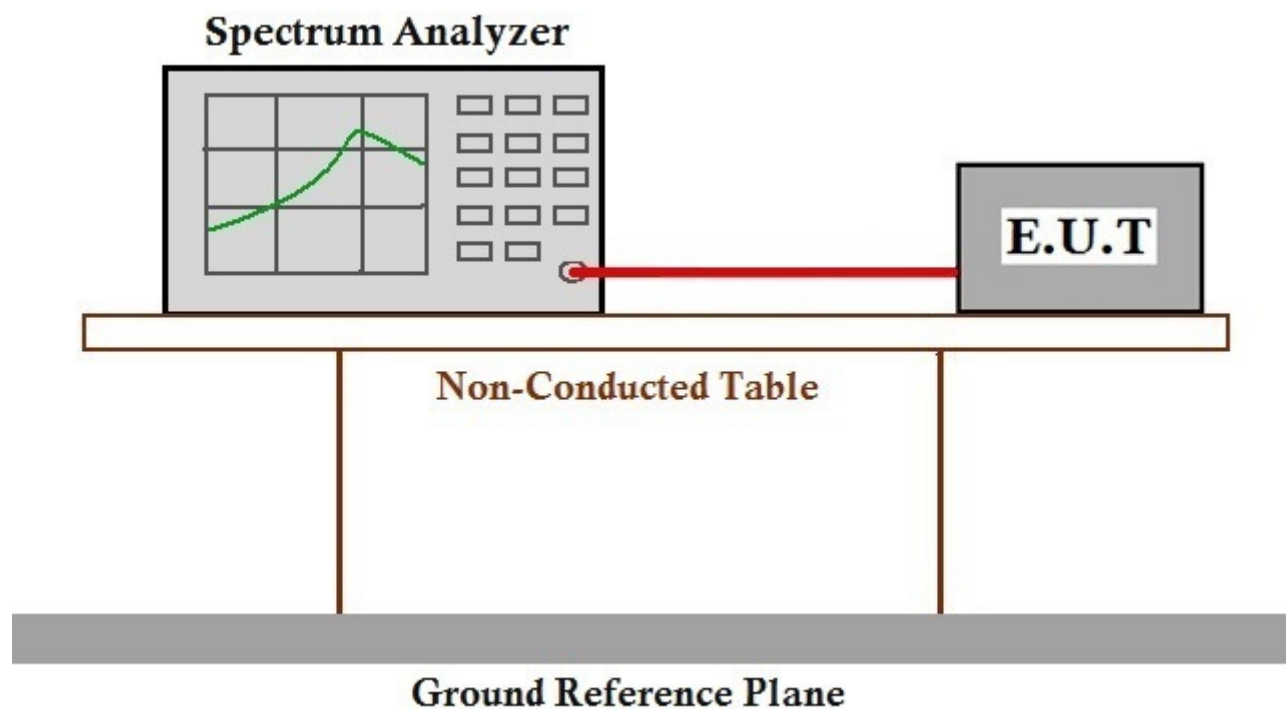 Spectrum Analyzer
E.U.T
Non-Conducted Table
Ground Reference Plane